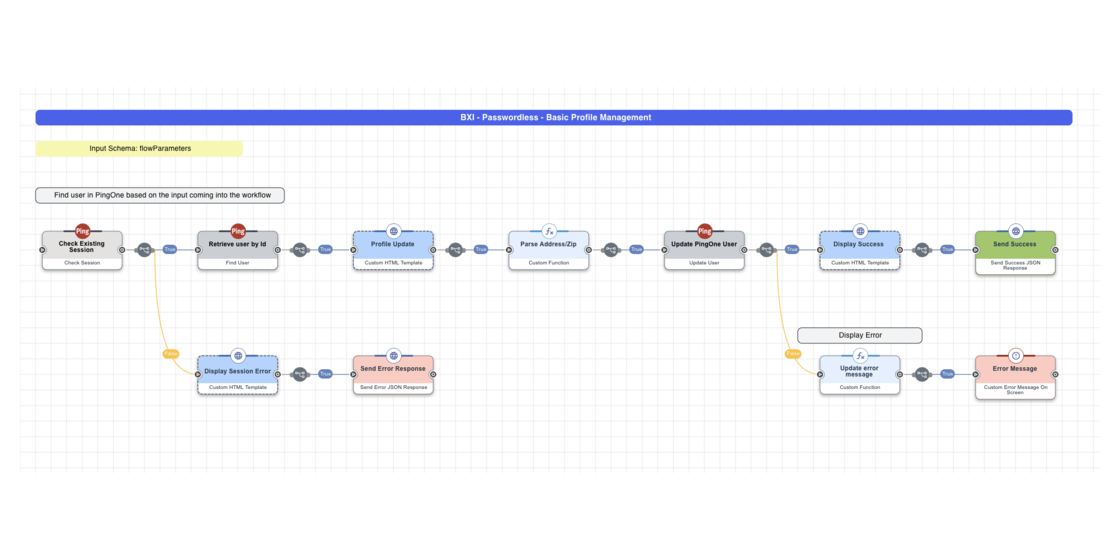 BXI - Passwordless - Basic Profile Management
Input Schema: flowParameters
Find user in PingOne based on the input coming into the workflow
Ping
Check Existing
Session
Check Session
True
Ping
Retrieve user by Id
Find User
True
Profile Update
Custom HTML Template
True
Parse Address/Zip
Custom Function
True
Ping
Update PingOne User
Update User
True
Display Success
Custom HTML Template
True
Send Success
Send Success JSON
Response
False
Display Session Error
Custom HTML Template
True
Send Error Response
Send Error JSON Response
Display Error
False
Update error
message
Custom Function
True
Error Message
Custom Error Message On
Screen